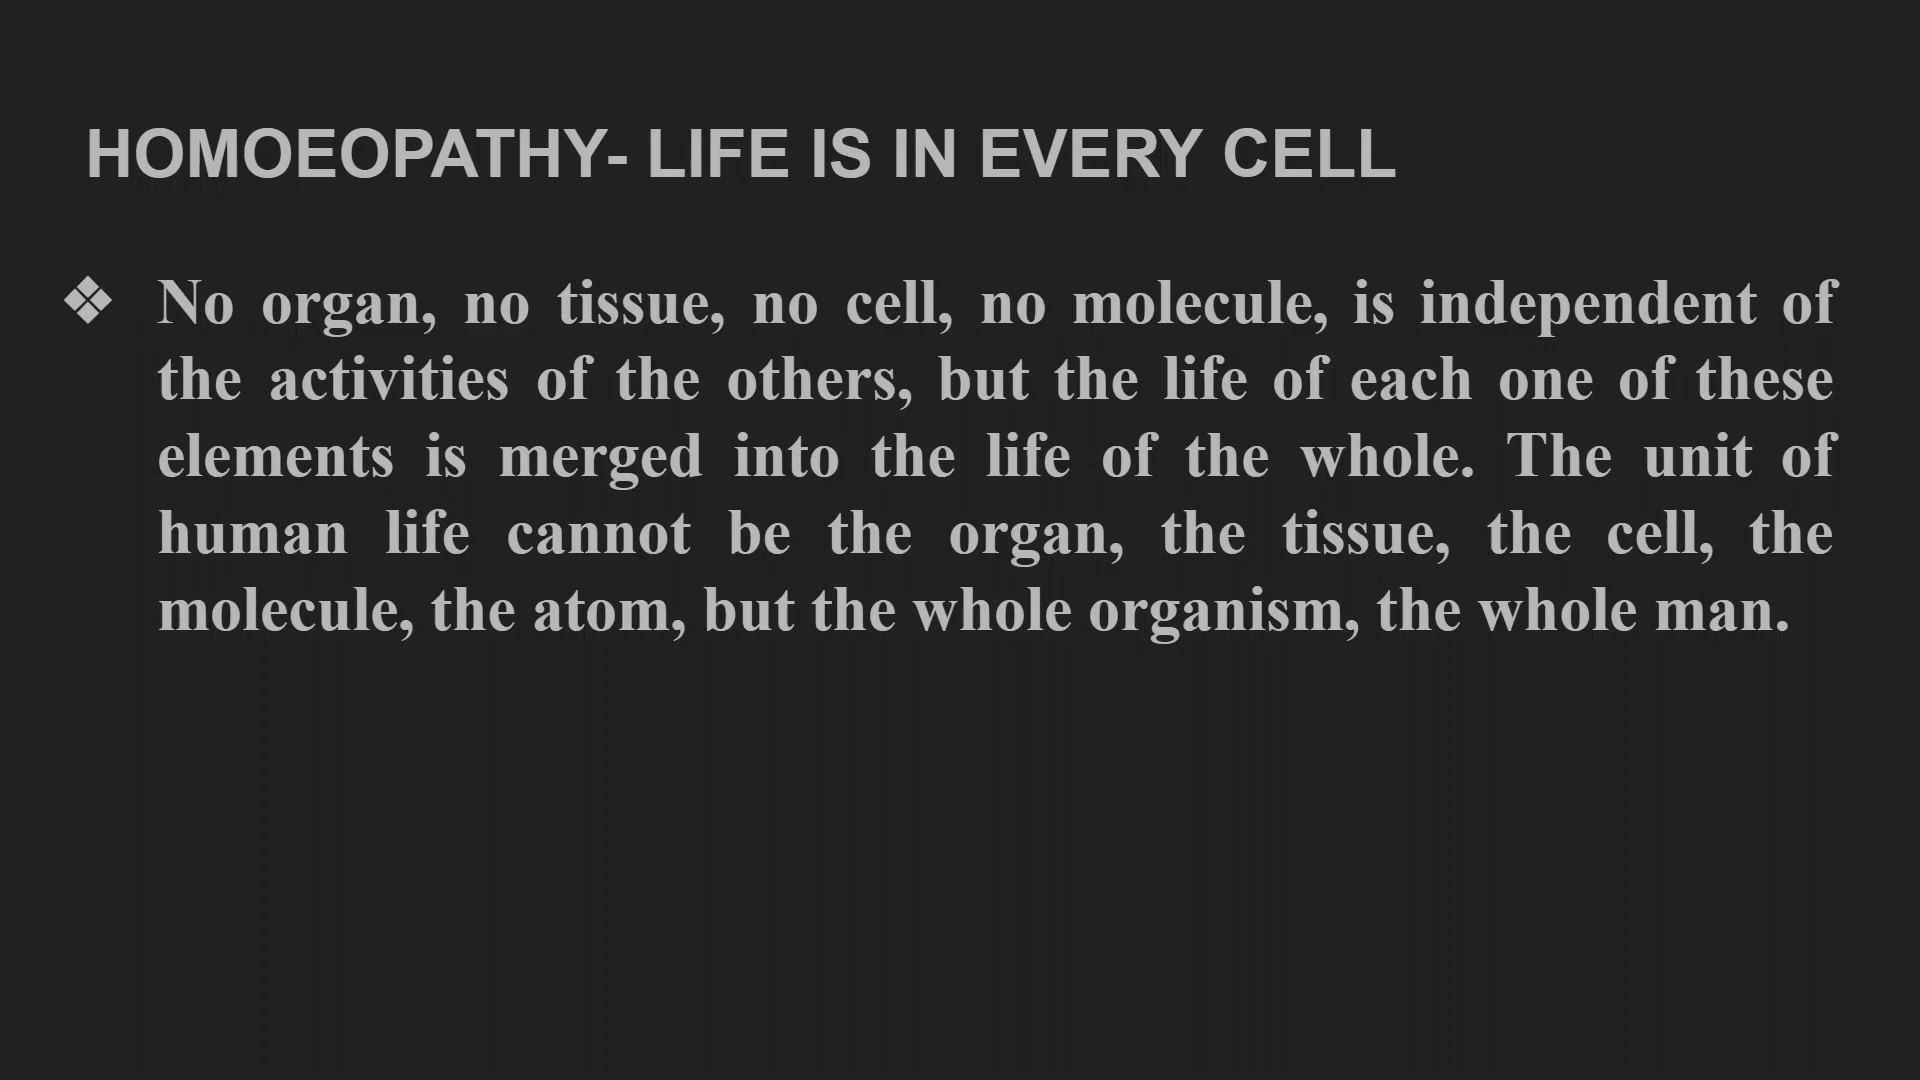 HOMOEOPATHY- LIFE IS IN EVERY CELL
❖ No organ, no tissue, no cell, no molecule, is independent of
the activities of the others, but the life of each one of these
elements is merged into the life of the whole. The unit of
human life cannot be the organ, the tissue, the cell, the
molecule, the atom, but the whole organism, the whole man.